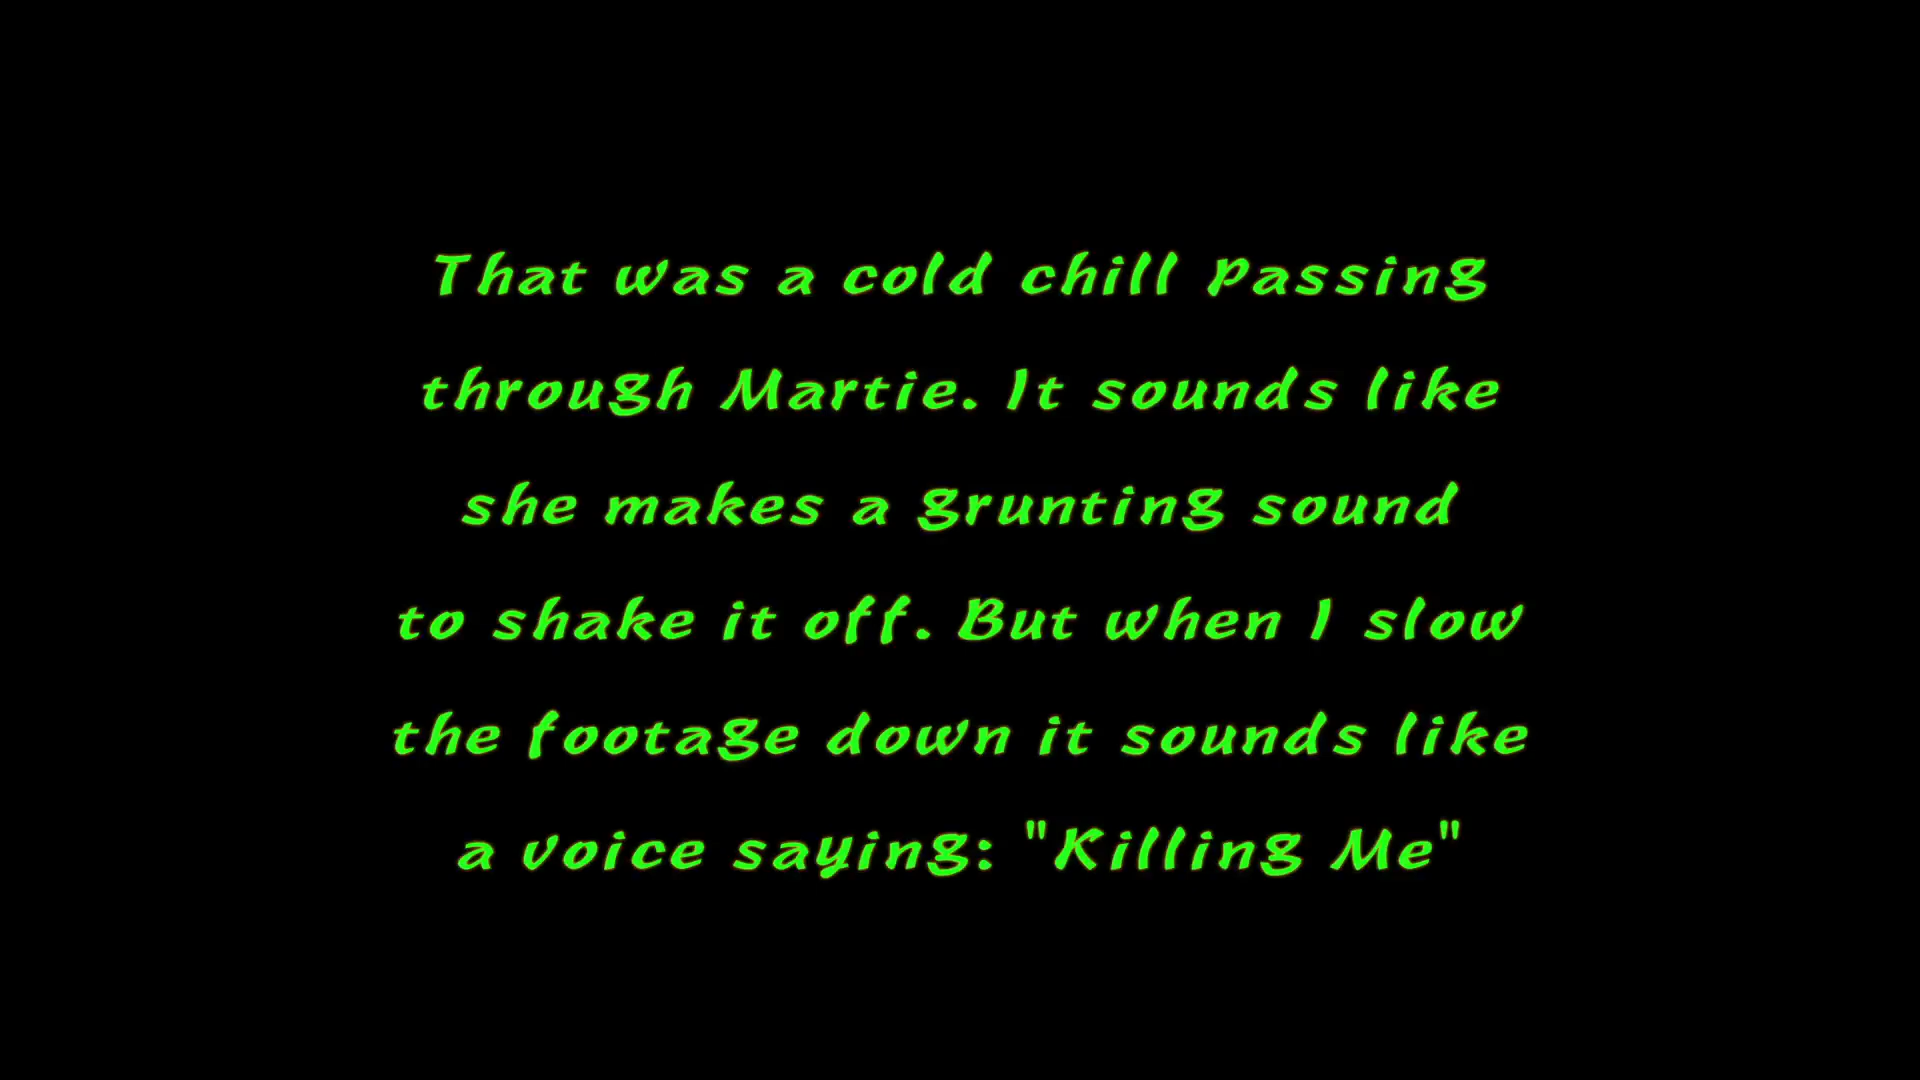 That was a cold chill passing
through Martie. It sounds like
she makes a grunting sound
to shake it off. But when I slow
the footage down it sounds like
a voice saying: "Killing Me"